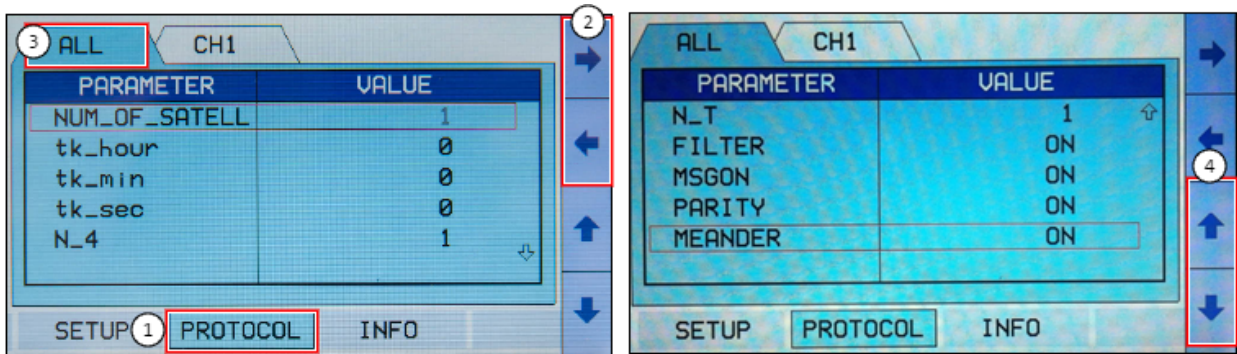 2
3 ALL CH1
PARAMETER VALUE
NUM_OF_SATELL 1
tk_hour 0
tk_min 0
tk_sec 0
N_4 1
SETUP 1 PROTOCOL INFO
ALL CH1
PARAMETER VALUE
N_T 1
FILTER ON
MSGON ON
4
PARITY ON
MEANDER ON
SETUP PROTOCOL INFO